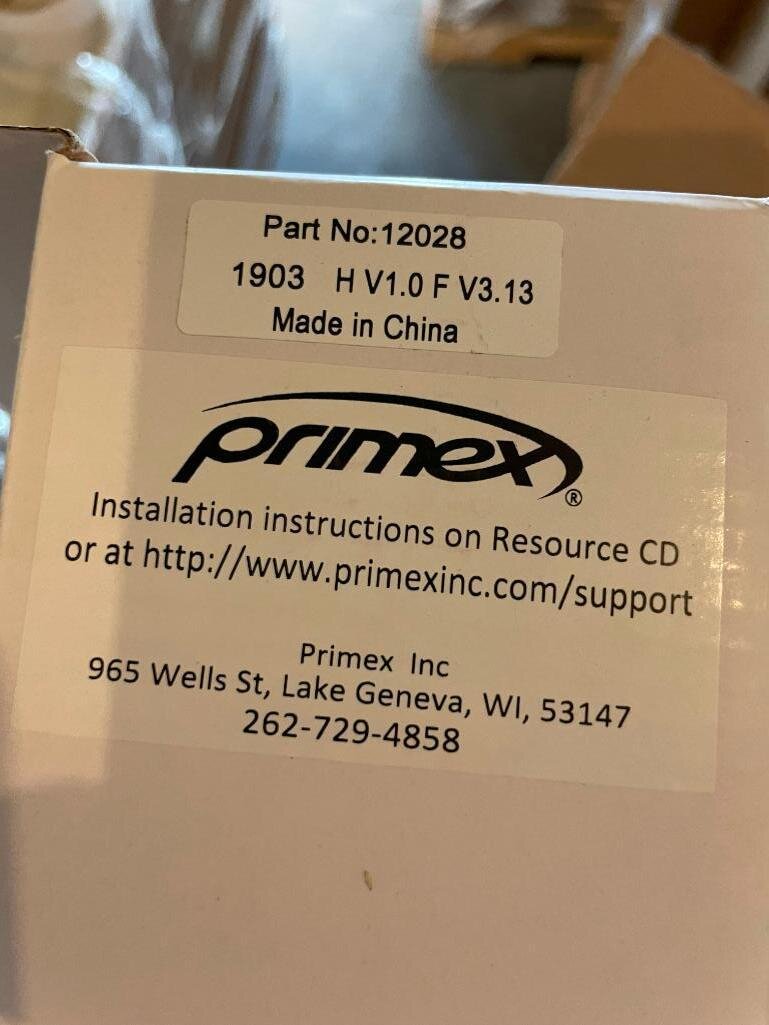 Part No:12028
1903 H V1.0 F V3.13
Made in China
primex®
Installation instructions on Resource CD
or at http://www.primexinc.com/support
Primex Inc
965 Wells St, Lake Geneva, WI, 53147
262-729-4858